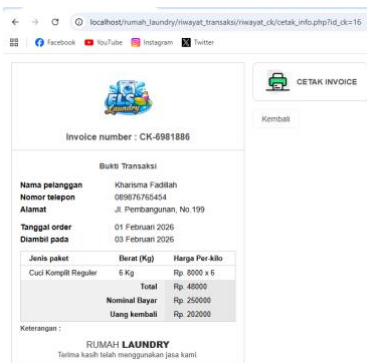 localhost/rumah_laundry/riwayat_transaksi/riwayat_ck/cetak_info.php?id_ck=16
Facebook YouTube Instagram Twitter
ELS
Laundry
CETAK INVOICE
Invoice number : CK-6981886
Kembali
Bukti Transaksi
Nama pelanggan Kharisma Fadillah
Nomor telepon 089876765454
Alamat Jl. Pembangunan, No.199
Tanggal order 01 Februari 2026
Diambil pada 03 Februari 2026
Jenis paket Berat (Kg) Harga Per-kilo
Cuci Komplit Reguler 6 Kg Rp. 8000 x 6
Total Rp. 48000
Nominal Bayar Rp. 250000
Uang kembali Rp. 202000
Keterangan :
RUMAH LAUNDRY
Terima kasih telah menggunakan jasa kami